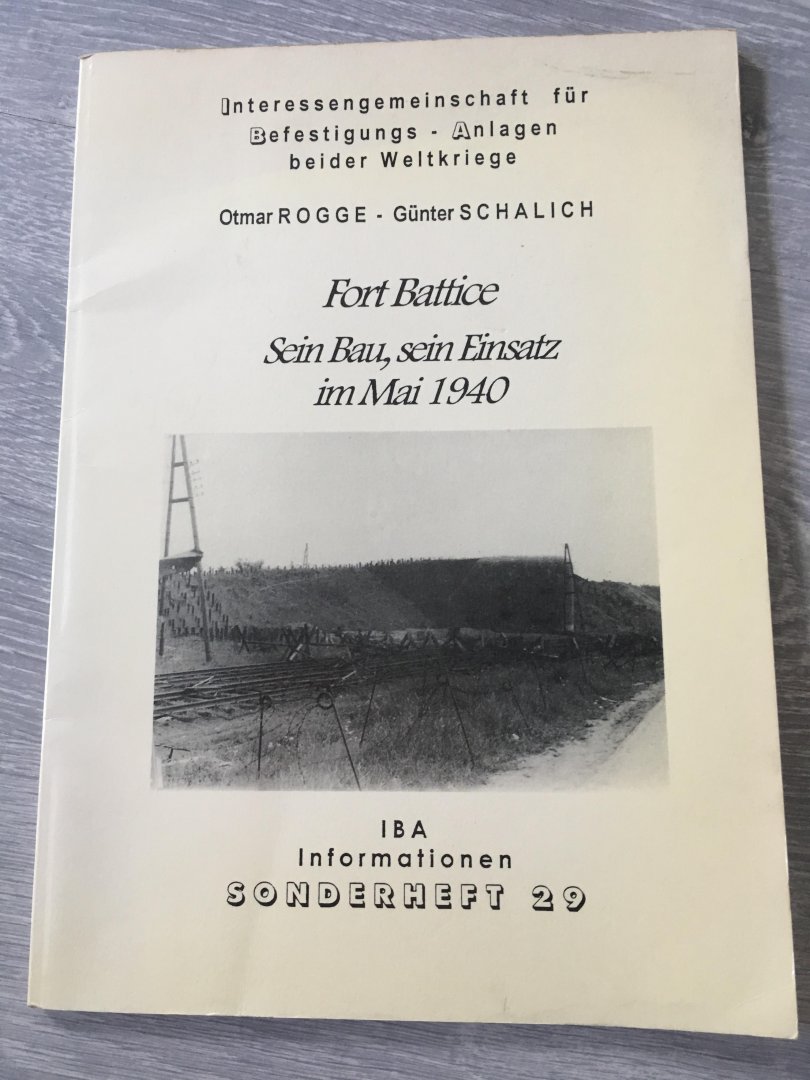 Interessengemeinschaft für
Befestigungs - Anlagen
beider Weltkriege
Otmar ROGGE - Günter SCHALICH
Fort Battice
Sein Bau, sein Einsatz
im Mai 1940
IBA
Informationen
SONDERHEFT 29